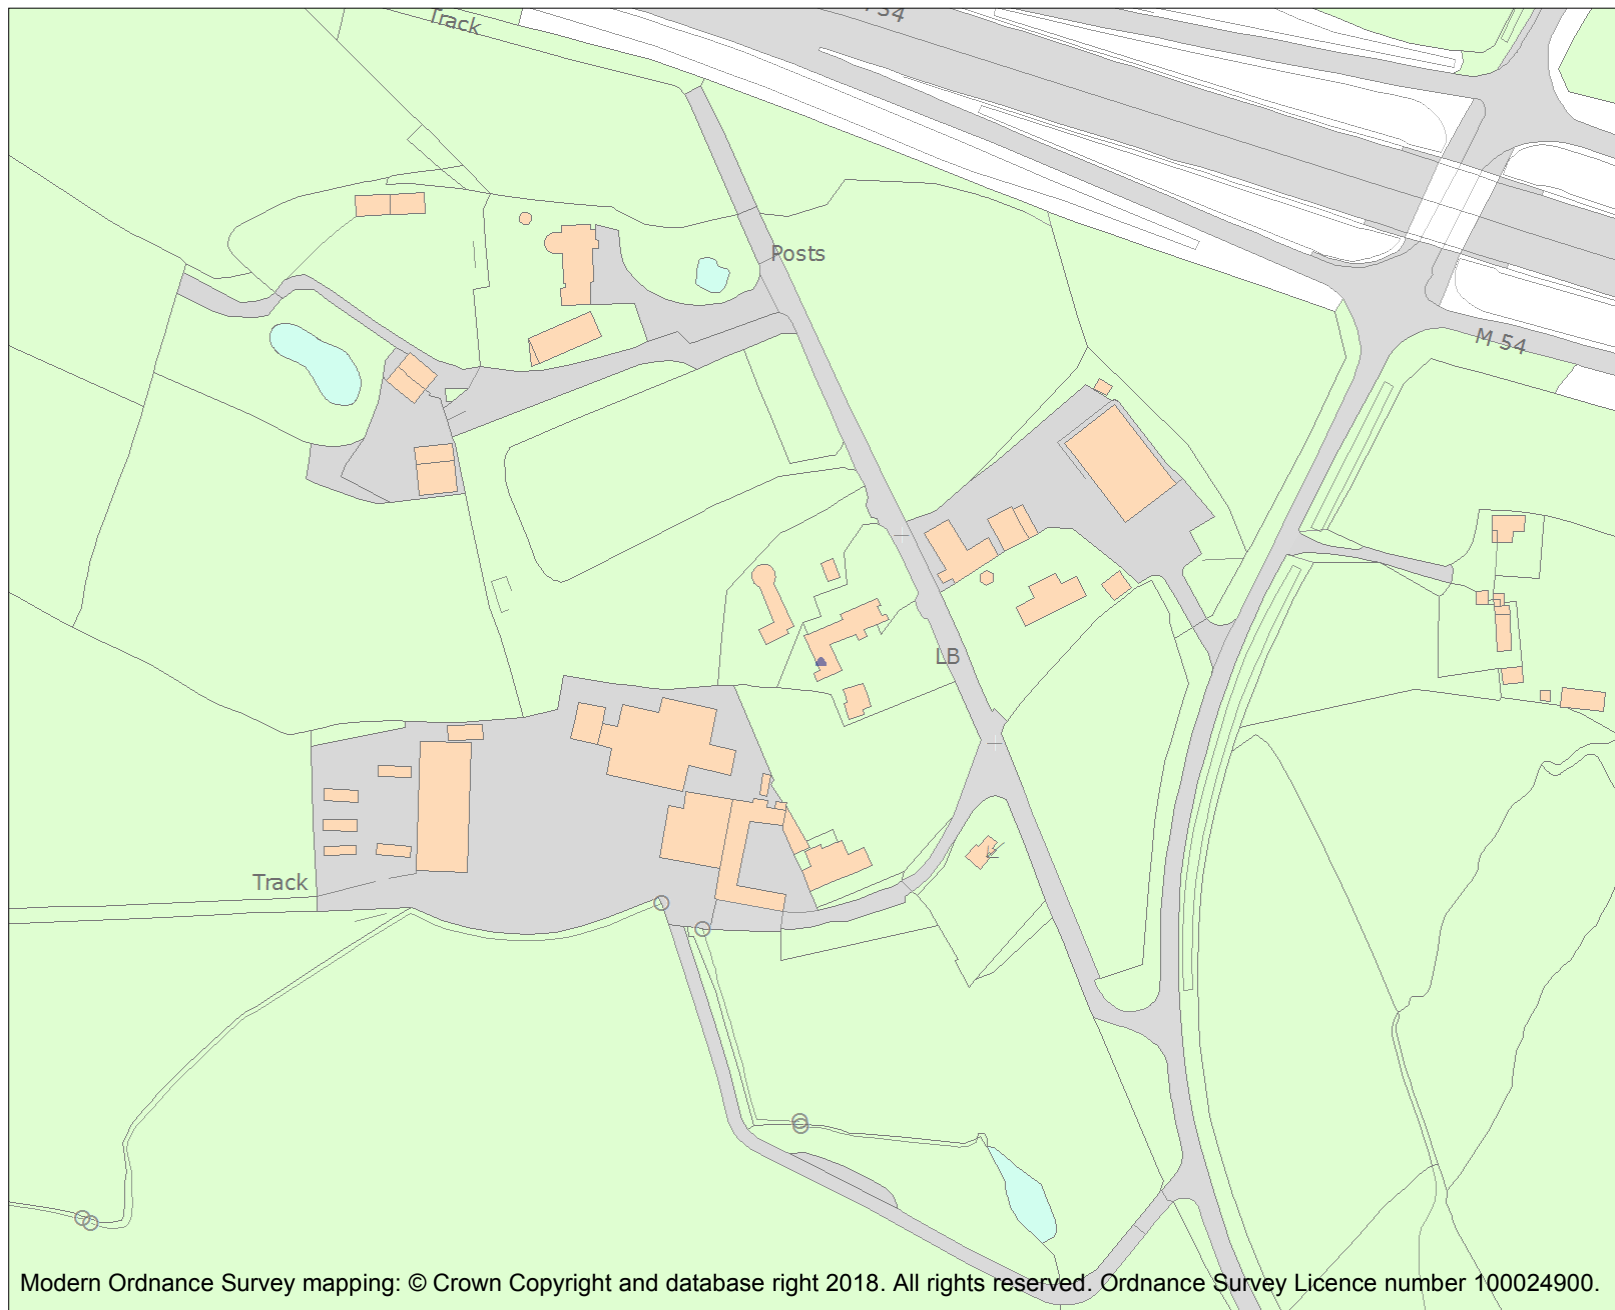 Track
M 54
Posts
M 54
LB
Track
Modern Ordnance Survey mapping: © Crown Copyright and database right 2018. All rights reserved. Ordnance Survey Licence number 100024900.